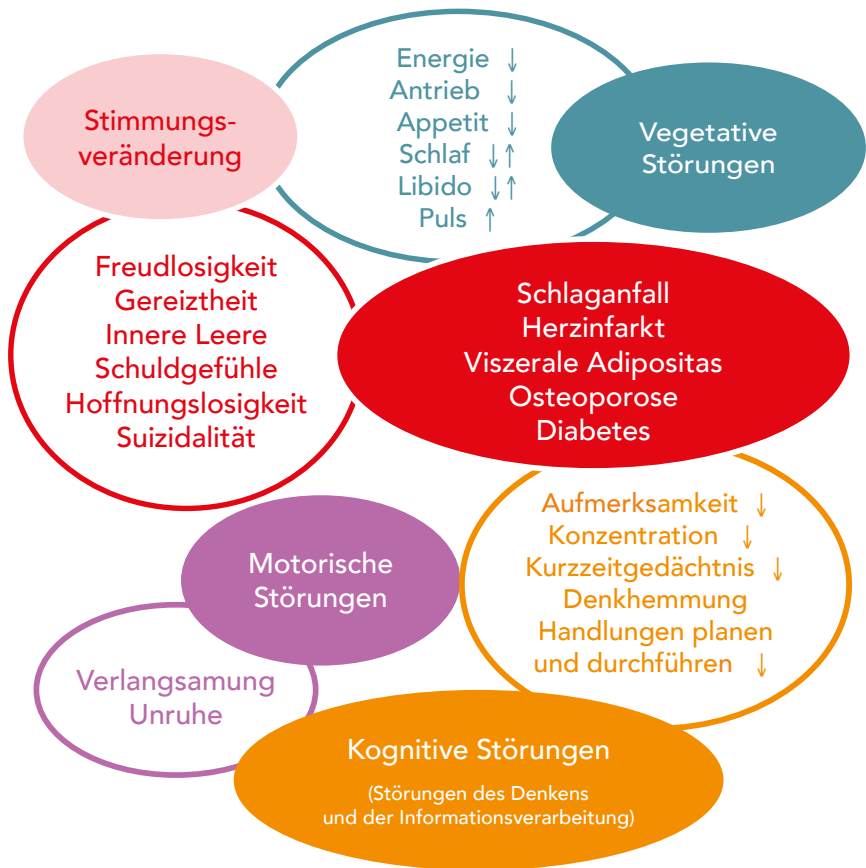 Stimmungs-
veränderung
Energie ↓
Antrieb ↓
Appetit ↓
Schlaf ↓↑
Libido ↓↑
Puls ↑
Vegetative
Störungen
Freudlosigkeit
Gereiztheit
Innere Leere
Schuldgefühle
Hoffnungslosigkeit
Suizidalität
Schlaganfall
Herzinfarkt
Viszerale Adipositas
Osteoporose
Diabetes
Motorische
Störungen
Verlangsamung
Unruhe
Aufmerksamkeit ↓
Konzentration ↓
Kurzzeitgedächtnis ↓
Denkhemmung
Handlungen planen
und durchführen ↓
Kognitive Störungen
(Störungen des Denkens
und der Informationsverarbeitung)